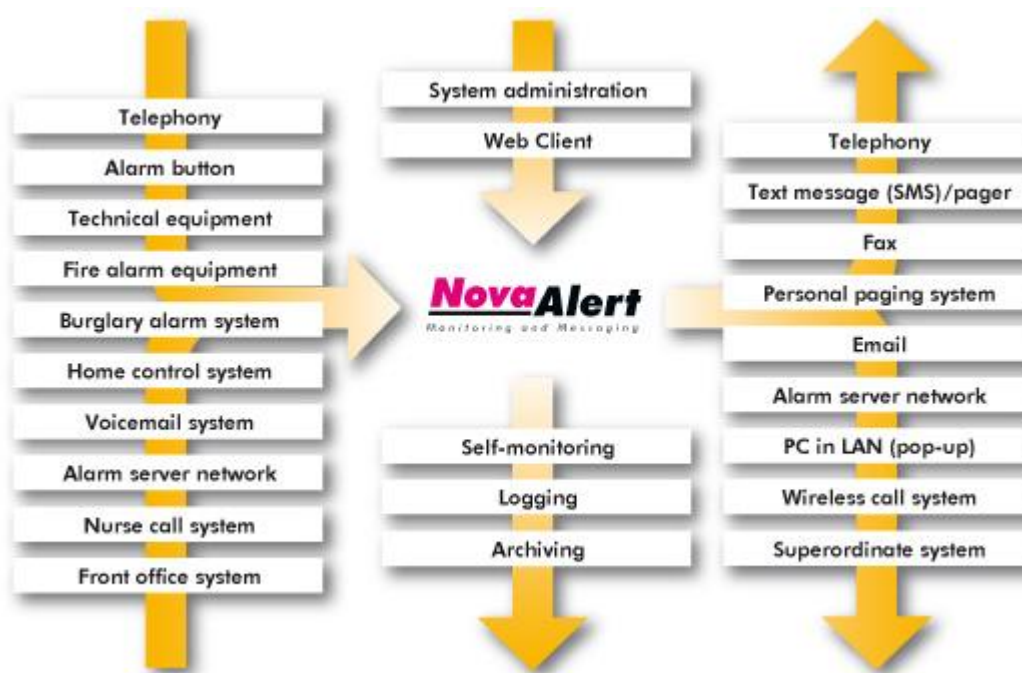 Telephony
Alarm button
Technical equipment
Fire alarm equipment
Burglary alarm system
Home control system
Voicemail system
Alarm server network
Nurse call system
Front office system
System administration
Web Client
NovaAlert
Monitoring and Messaging
Self-monitoring
Logging
Archiving
Telephony
Text message (SMS)/pager
Fax
Personal paging system
Email
Alarm server network
PC in LAN (pop-up)
Wireless call system
Superordinate system